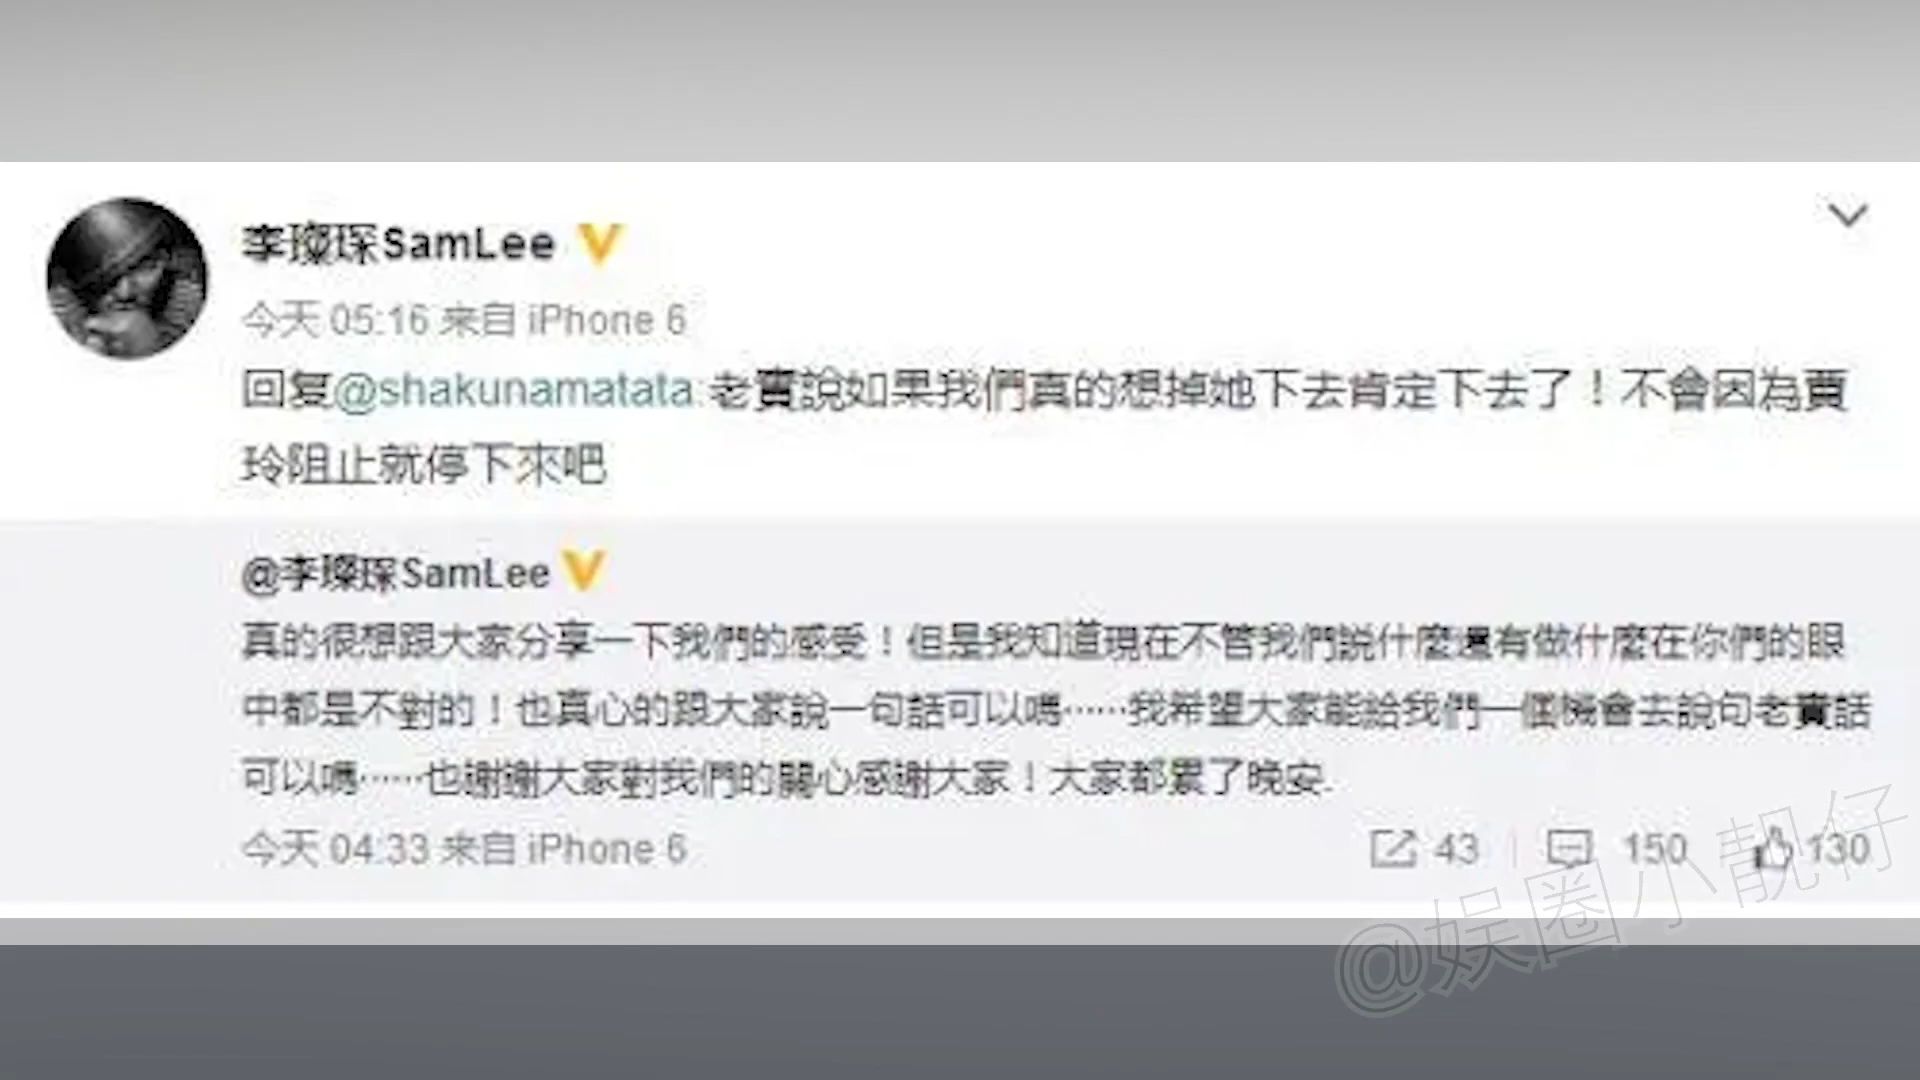 李璨琛SamLee
今天 05:16 来自 iPhone 6
回复@shakunamatata:老實說如果我們真的想掉她下去肯定下去了！不會因為賈
玲阻止就停下來吧
@李璨琛SamLee
真的很想跟大家分享一下我們的感受！但是我知道現在不管我們説什麼還有做什麼在你們的眼
中都是不對的！也真心的跟大家說一句話可以嗎……我希望大家能給我們一個機會去說句老實話
可以嗎……也謝謝大家對我們的關心感謝大家！大家都累了晚安.
今天 04:33 来自 iPhone 6
43 150 130
@娱圈小靓仔